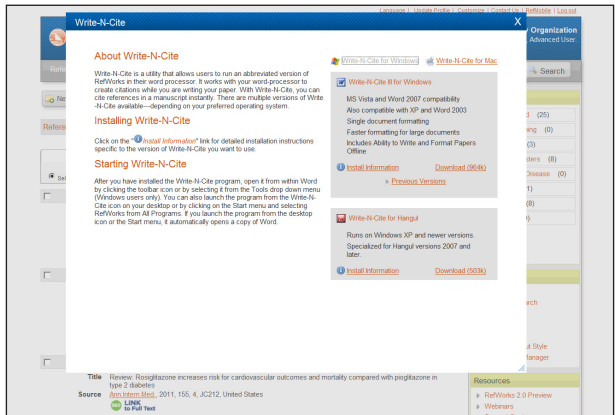 Language | Update Profile | Customize | Contact Us | RefMobile | Log out
Write-N-Cite X
Organization
Advanced User
Refe
Search
Ne
About Write-N-Cite
Write-N-Cite for Windows Write-N-Cite for Mac
Write-N-Cite is a utility that allows users to run an abbreviated version of
RefWorks in their word processor. It works with your word-processor to
create citations while you are writing your paper. With Write-N-Cite, you can
cite references in a manuscript instantly. There are multiple versions of Write
-N-Cite available—depending on your preferred operating system.
Installing Write-N-Cite
Click on the "Install Information" link for detailed installation instructions
specific to the version of Write-N-Cite you want to use.
Starting Write-N-Cite
After you have installed the Write-N-Cite program, open it from within Word
by clicking the toolbar icon or by selecting it from the Tools drop down menu
(Windows users only). You can also launch the program from the Write-N-
Cite icon on your desktop or by clicking on the Start menu and selecting
RefWorks from All Programs. If you launch the program from the desktop
icon or the Start menu, it automatically opens a copy of Word.
Write-N-Cite III for Windows
MS Vista and Word 2007 compatibility
Also compatible with XP and Word 2003
Single document formatting
Faster formatting for large documents
Includes Ability to Write and Format Papers
Offline
Install Information Download (964k)
» Previous Versions
Write-N-Cite for Hangul
Runs on Windows XP and newer versions.
Specialized for Hangul versions 2007 and
later.
Install Information Download (503k)
Refere
Sel
(25)
(0)
(3)
(8)
Disease (0)
(8)
Title Review: Rosiglitazone increases risk for cardiovascular outcomes and mortality compared with pioglitazone in
type 2 diabetes
Source Ann.Intern.Med., 2011, 155, 4, JC212, United States
LINK
to Full Text
Resources
RefWorks 2.0 Preview
Webinars